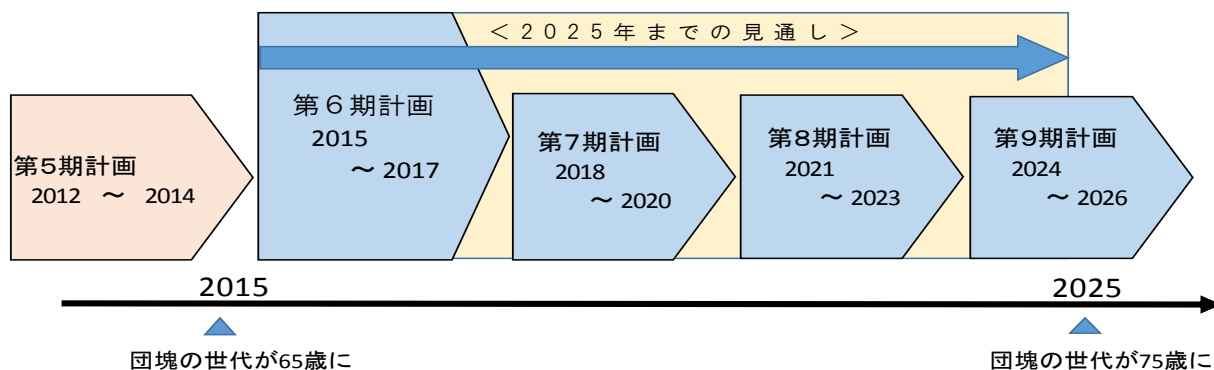 ＜２０２５年までの見通し＞
第６期計画
2015
～ 2017
第5期計画
2012 ～ 2014
第7期計画
2018
～ 2020
第8期計画
2021
～ 2023
第9期計画
2024
～ 2026
2015
2025
団塊の世代が65歳に
団塊の世代が75歳に